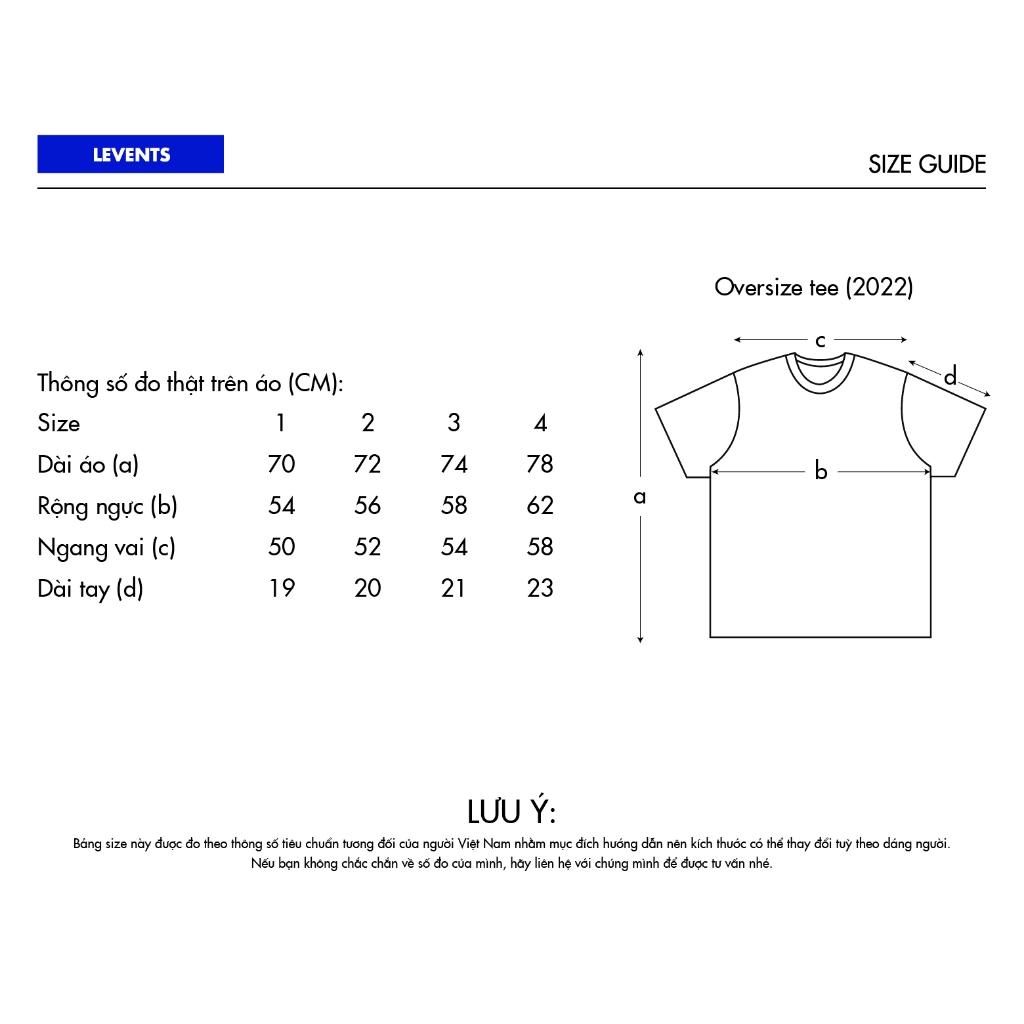 LEVENTS
SIZE GUIDE
Oversize tee (2022)
Thông số đo thật trên áo (CM):
Size 1 2 3 4
Dài áo (a) 70 72 74 78
Rộng ngực (b) 54 56 58 62
Ngang vai (c) 50 52 54 58
Dài tay (d) 19 20 21 23
c
d
b
a
LƯU Ý:
Bảng size này được đo theo thông số tiêu chuẩn tương đối của người Việt Nam nhằm mục đích hướng dẫn nên kích thước có thể thay đổi tuỳ theo dáng người.
Nếu bạn không chắc chắn về số đo của mình, hãy liên hệ với chúng mình để được tư vấn nhé.